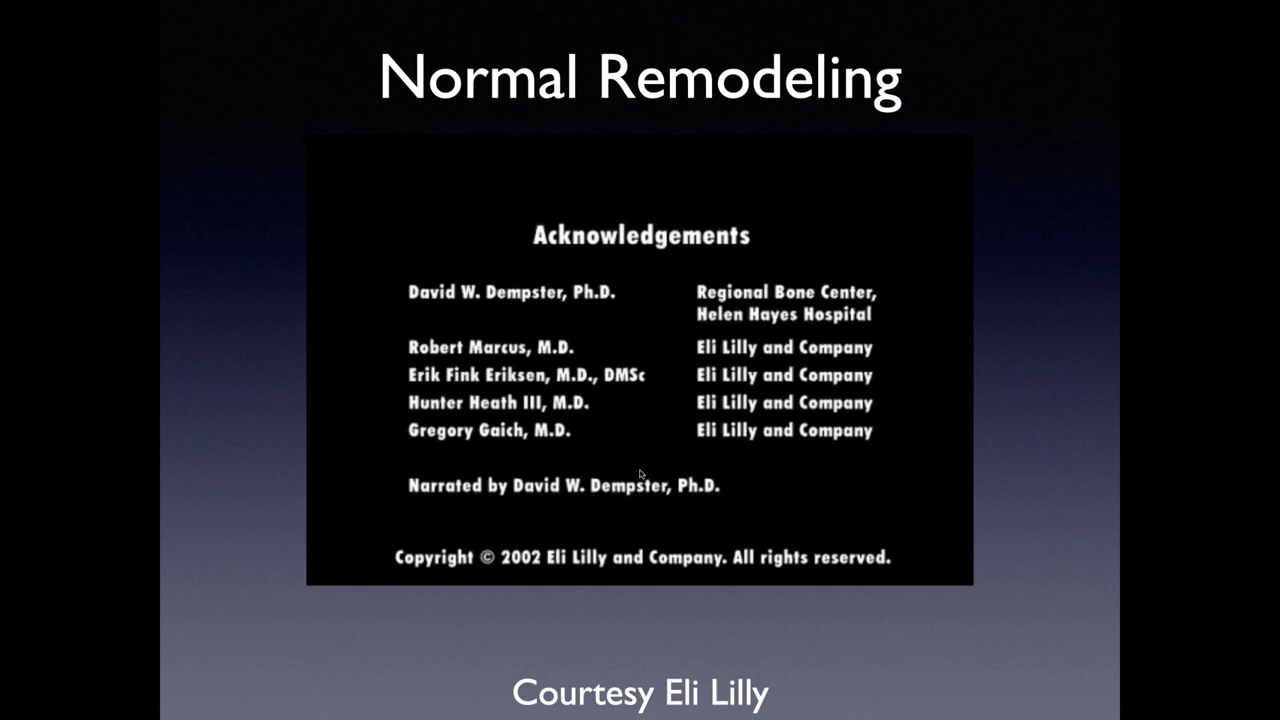 Normal Remodeling
Acknowledgements
David W. Dempster, Ph.D. Regional Bone Center,
Helen Hayes Hospital
Robert Marcus, M.D. Eli Lilly and Company
Erik Fink Eriksen, M.D., DMSc Eli Lilly and Company
Hunter Heath III, M.D. Eli Lilly and Company
Gregory Gaich, M.D. Eli Lilly and Company
Narrated by David W. Dempster, Ph.D.
Copyright © 2002 Eli Lilly and Company. All rights reserved.
Courtesy Eli Lilly